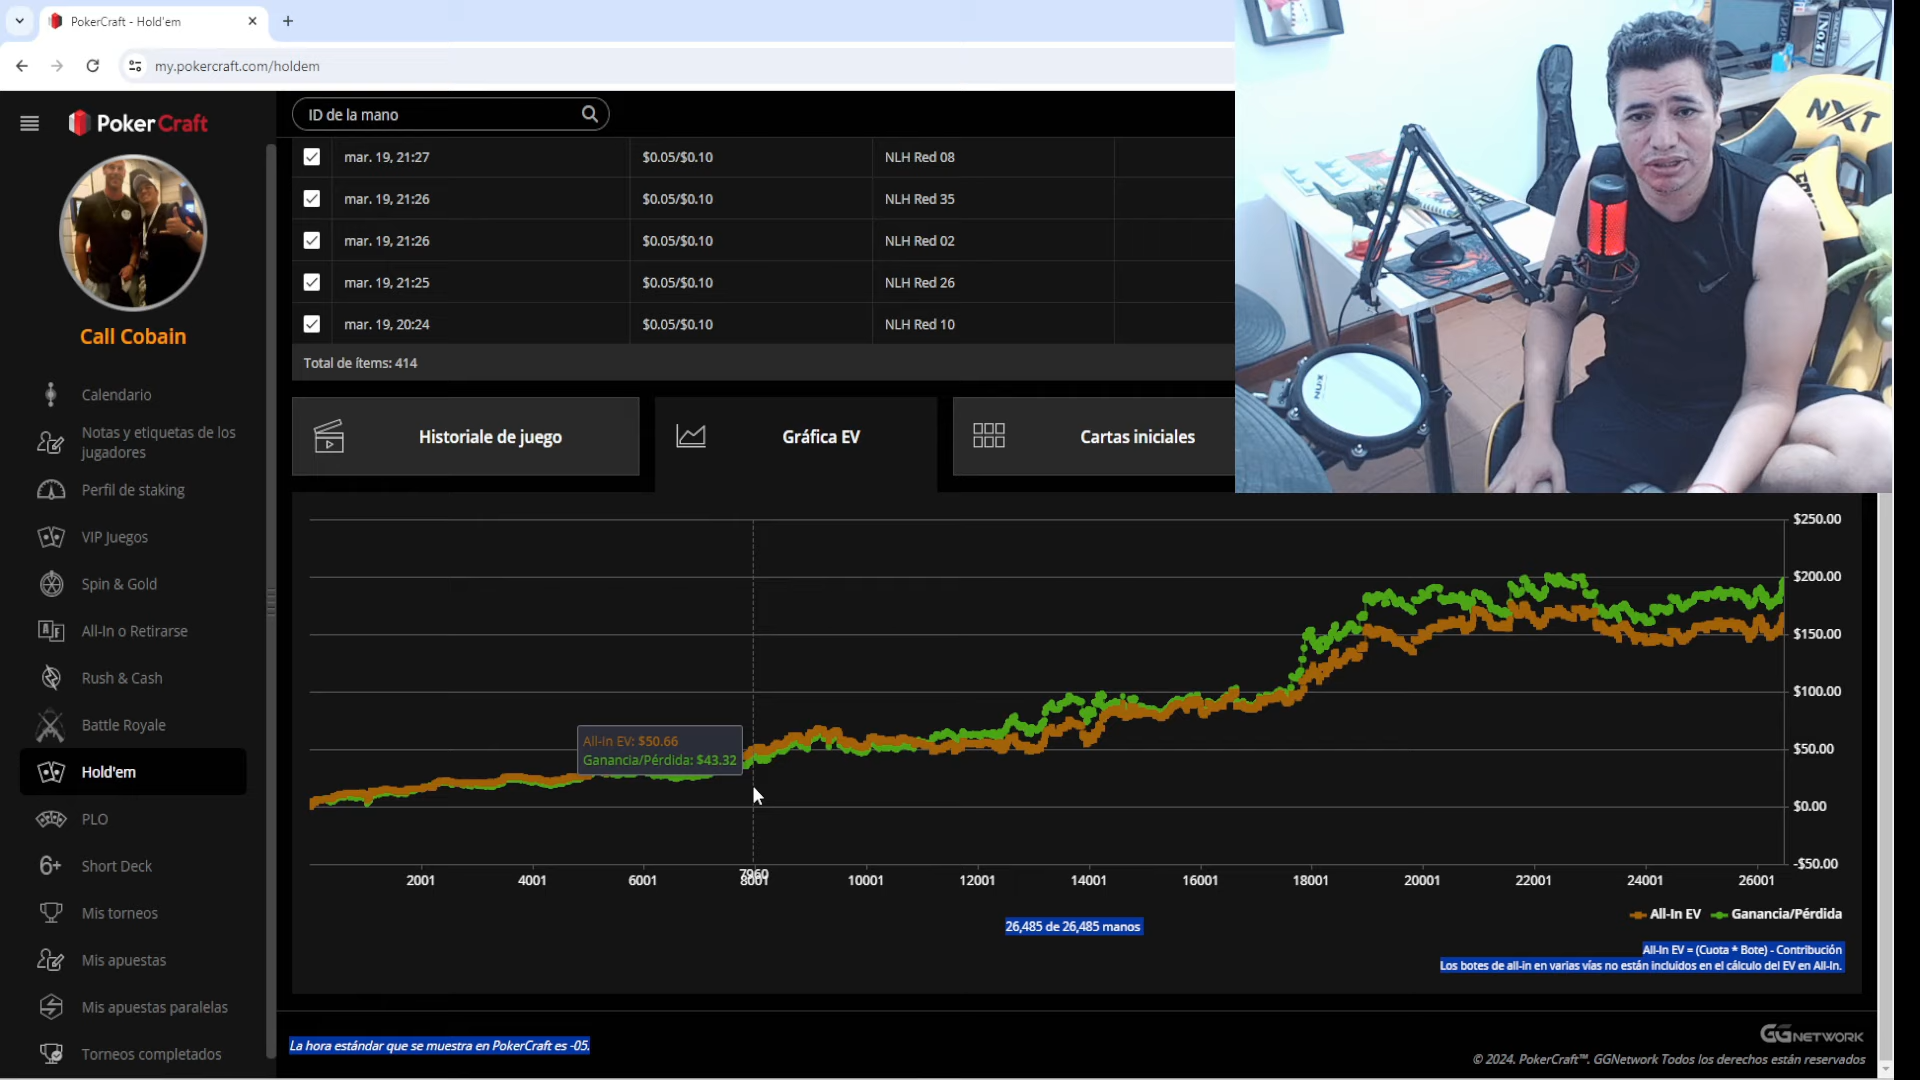 PokerCraft - Hold'em
my.pokercraft.com/holdem
PokerCraft
ID de la mano
mar. 19, 21:27 $0.05/$0.10 NLH Red 08
mar. 19, 21:26 $0.05/$0.10 NLH Red 35
mar. 19, 21:26 $0.05/$0.10 NLH Red 02
mar. 19, 21:25 $0.05/$0.10 NLH Red 26
mar. 19, 20:24 $0.05/$0.10 NLH Red 10
Total de ítems: 414
Call Cobain
Calendario
Notas y etiquetas de los
jugadores
Perfil de staking
VIP Juegos
Spin & Gold
All-In o Retirarse
Rush & Cash
Battle Royale
Hold'em
PLO
6+ Short Deck
Mis torneos
Mis apuestas
Mis apuestas paralelas
Torneos completados
Historiale de juego
Gráfica EV
Cartas iniciales
NXT
NUX
$250.00
$200.00
$150.00
$100.00
$50.00
$0.00
-$50.00
All-in EV: $50.66
Ganancia/Pérdida: $43.32
2001 4001 6001 8001 7960 10001 12001 14001 16001 18001 20001 22001 24001 26001
All-In EV Ganancia/Pérdida
26,485 de 26,485 manos
All-In EV = (Cuota * Bote) - Contribución
Los botes de all-in en varias vías no están incluidos en el cálculo del EV en All-In.
La hora estándar que se muestra en PokerCraft es -05.
GGNETWORK
© 2024. PokerCraft™. GGNetwork Todos los derechos están reservados